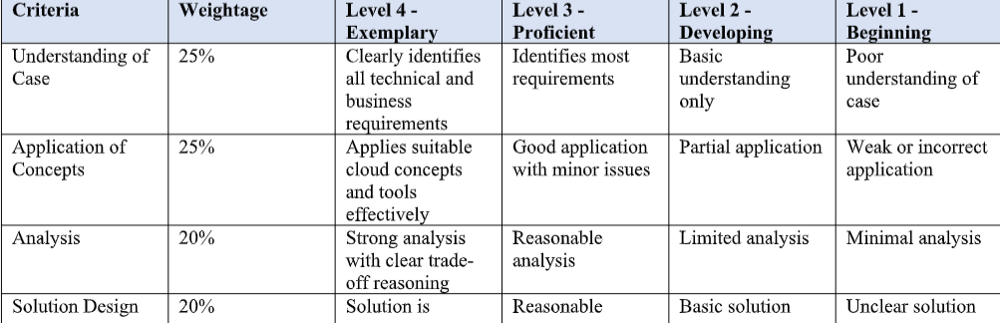 Criteria Weightage Level 4 - Level 3 - Level 2 - Level 1 -
Exemplary Proficient Developing Beginning
Understanding of 25% Clearly identifies Identifies most Basic Poor
Case all technical and requirements understanding understanding of
business only case
requirements
Application of 25% Applies suitable Good application Partial application Weak or incorrect
Concepts cloud concepts with minor issues application
and tools
effectively
Analysis 20% Strong analysis Reasonable Limited analysis Minimal analysis
with clear trade- analysis
off reasoning
Solution Design 20% Solution is Reasonable Basic solution Unclear solution